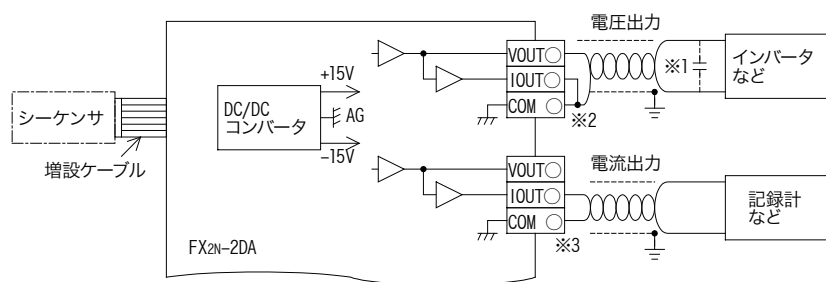 電圧出力
VOUT
IOUT
COM
※1
※2
インバータ
など
+15V
DC/DC
コンバータ
AG
-15V
シーケンサ
増設ケーブル
電流出力
VOUT
IOUT
COM
※3
記録計
など
FX2N-2DA